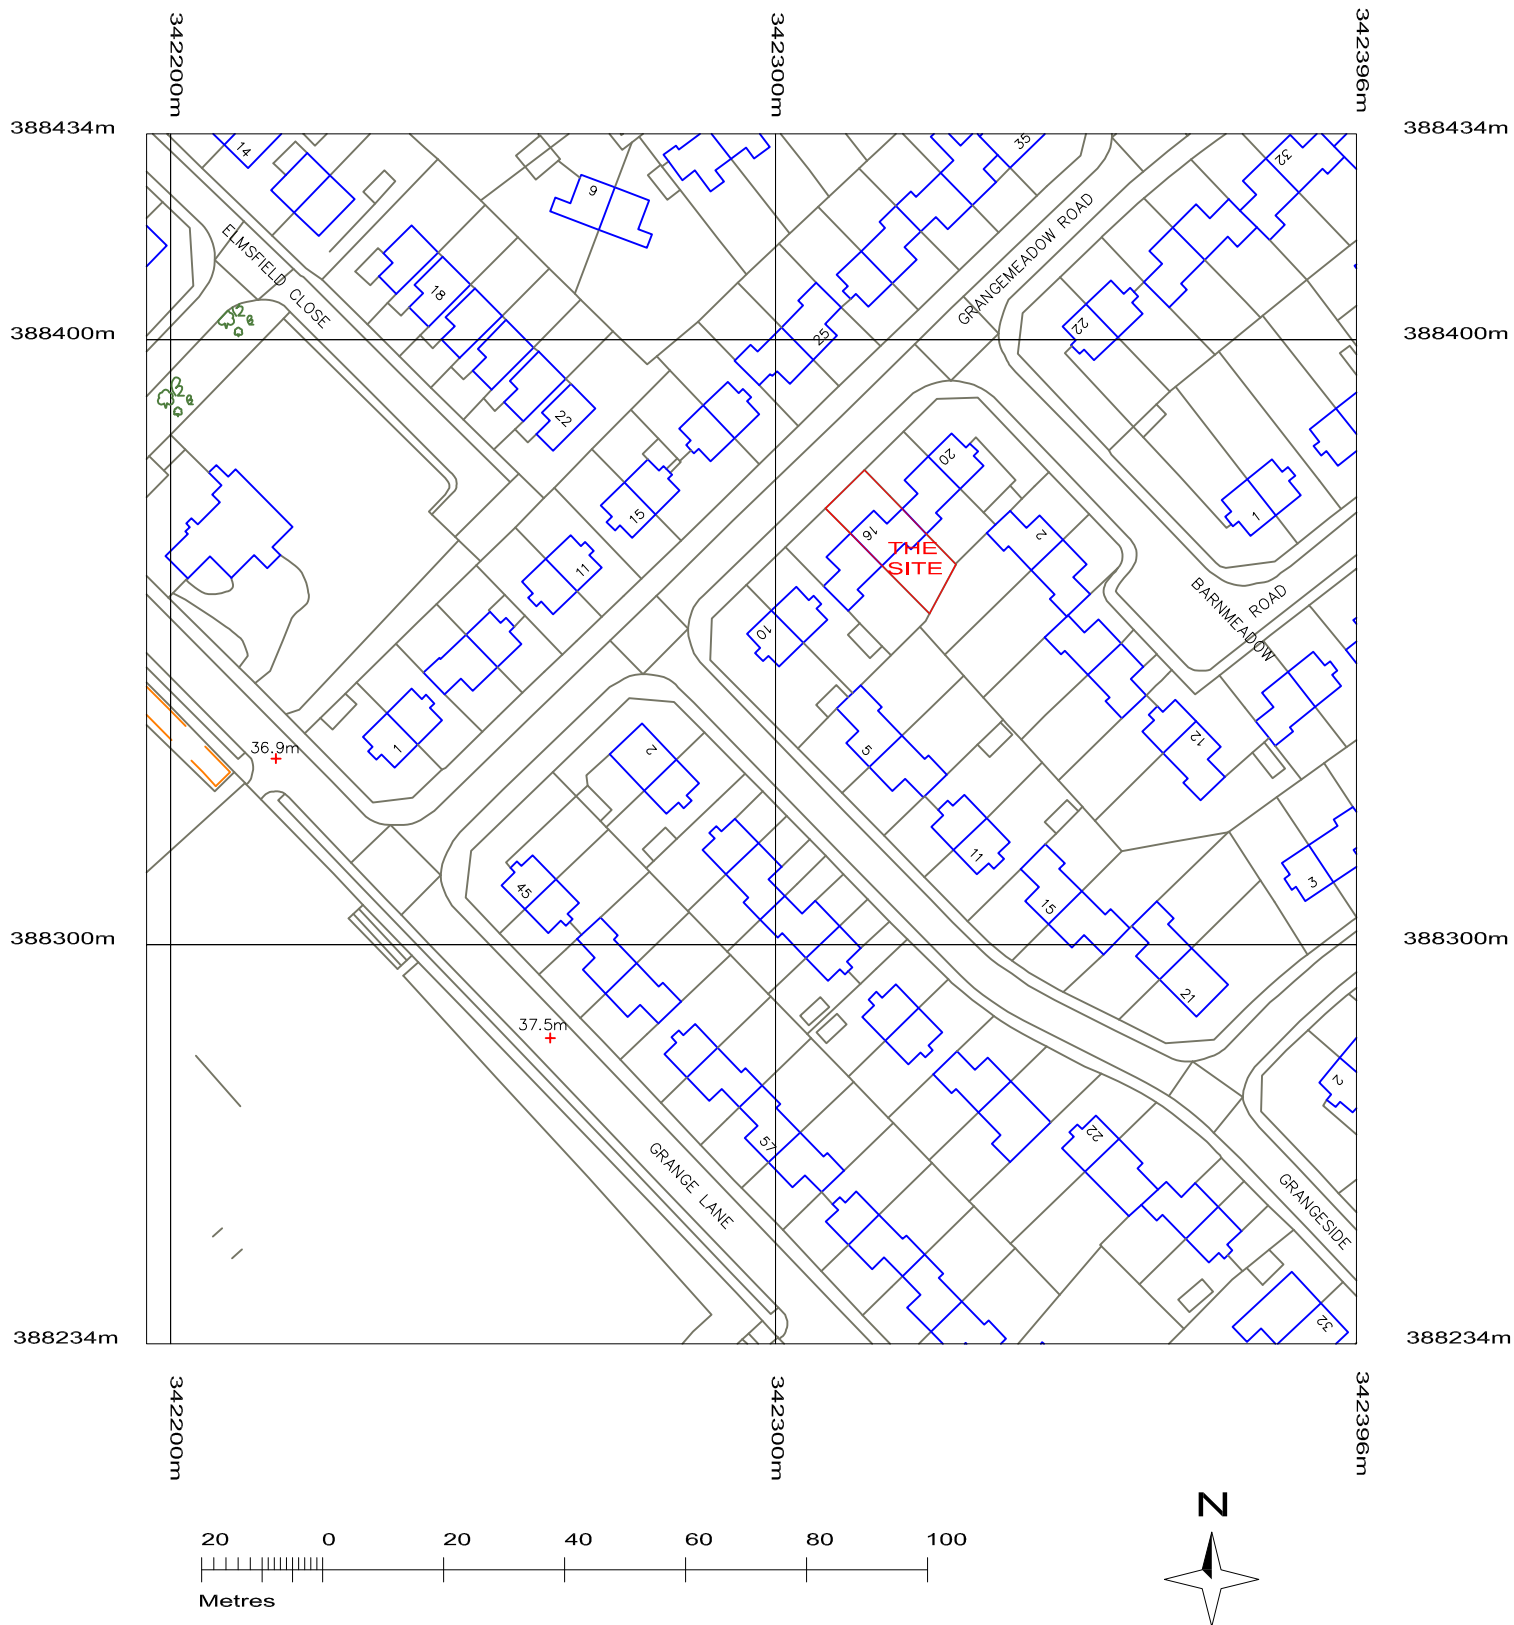 342200m
342300m
342396m
388434m
388434m
14
35
32
9
ELMSFIELD CLOSE
GRANGEMEADOW ROAD
18
25
22
388400m
388400m
22
20
15
1
16
2
THE
SITE
11
BARNMEADOW
ROAD
10
1
36.9m
2
5
12
11
3
45
15
388300m
388300m
21
37.5m
2
57
GRANGE LANE
22
GRANGESIDE
32
388234m
388234m
342200m
342300m
342396m
N
20 0 20 40 60 80 100
Metres